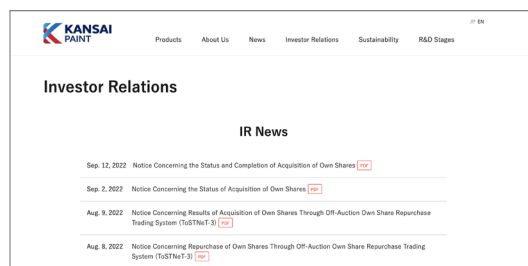 JP EN
KANSAI
PAINT
Products About Us News Investor Relations Sustainability R&D Stages
Investor Relations
IR News
Sep. 12, 2022 Notice Concerning the Status and Completion of Acquisition of Own Shares PDF
Sep. 2, 2022 Notice Concerning the Status of Acquisition of Own Shares PDF
Aug. 9, 2022 Notice Concerning Results of Acquisition of Own Shares Through Off-Auction Own Share Repurchase
Trading System (ToSTNeT-3) PDF
Aug. 8, 2022 Notice Concerning Repurchase of Own Shares Through Off-Auction Own Share Repurchase Trading
System (ToSTNeT-3) PDF